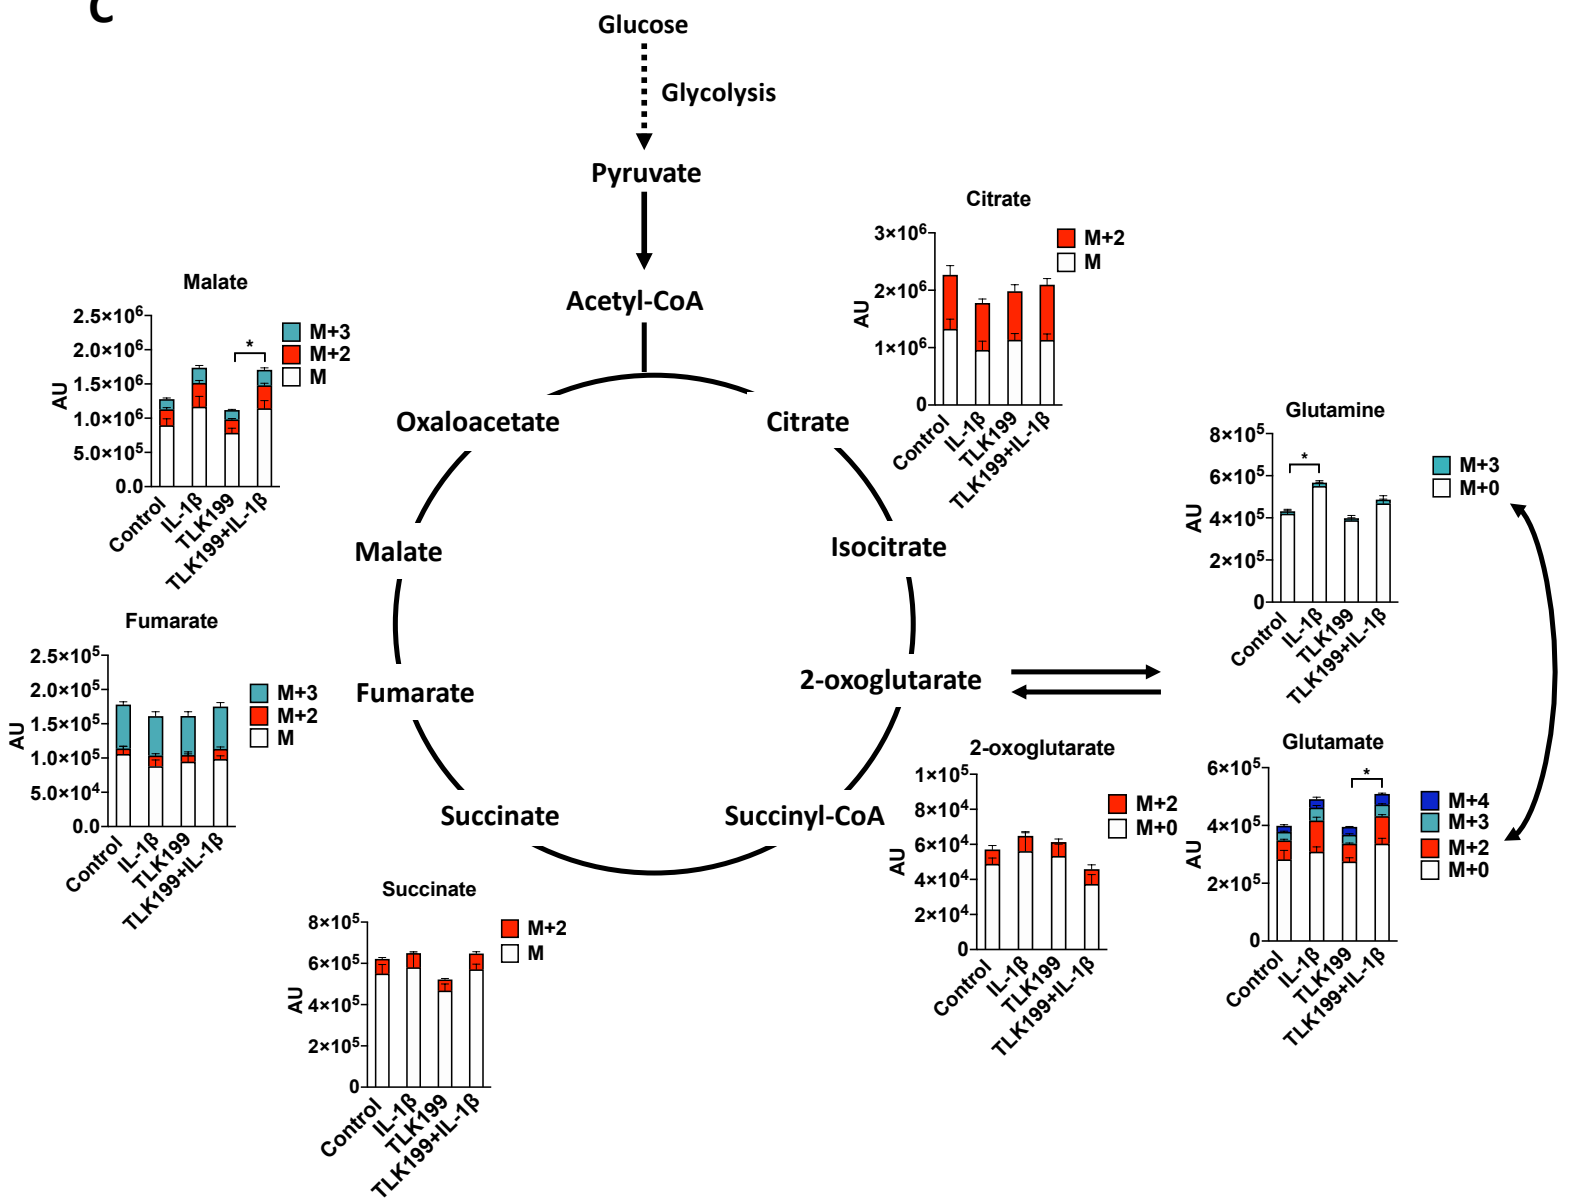 C
Glucose
Glycolysis
Pyruvate
Acetyl-CoA
Oxaloacetate
Citrate
Malate
Isocitrate
Fumarate
2-oxoglutarate
Succinate
Succinyl-CoA
Citrate
3×10⁶
2×10⁶
1×10⁶
0
AU
Control
IL-1β
TLK199
TLK199+IL-1β
M+2
M
Malate
2.5×10⁶
2.0×10⁶
1.5×10⁶
1.0×10⁶
5.0×10⁵
0.0
AU
*
Control
IL-1β
TLK199
TLK199+IL-1β
M+3
M+2
M
Glutamine
8×10⁵
6×10⁵
4×10⁵
2×10⁵
0
AU
*
Control
IL-1β
TLK199
TLK199+IL-1β
M+3
M+0
Fumarate
2.5×10⁵
2.0×10⁵
1.5×10⁵
1.0×10⁵
5.0×10⁴
0.0
AU
Control
IL-1β
TLK199
TLK199+IL-1β
M+3
M+2
M
2-oxoglutarate
1×10⁵
8×10⁴
6×10⁴
4×10⁴
2×10⁴
0
AU
Control
IL-1β
TLK199
TLK199+IL-1β
M+2
M+0
Glutamate
6×10⁵
4×10⁵
2×10⁵
0
AU
*
Control
IL-1β
TLK199
TLK199+IL-1β
M+4
M+3
M+2
M+0
Succinate
8×10⁵
6×10⁵
4×10⁵
2×10⁵
0
AU
Control
IL-1β
TLK199
TLK199+IL-1β
M+2
M